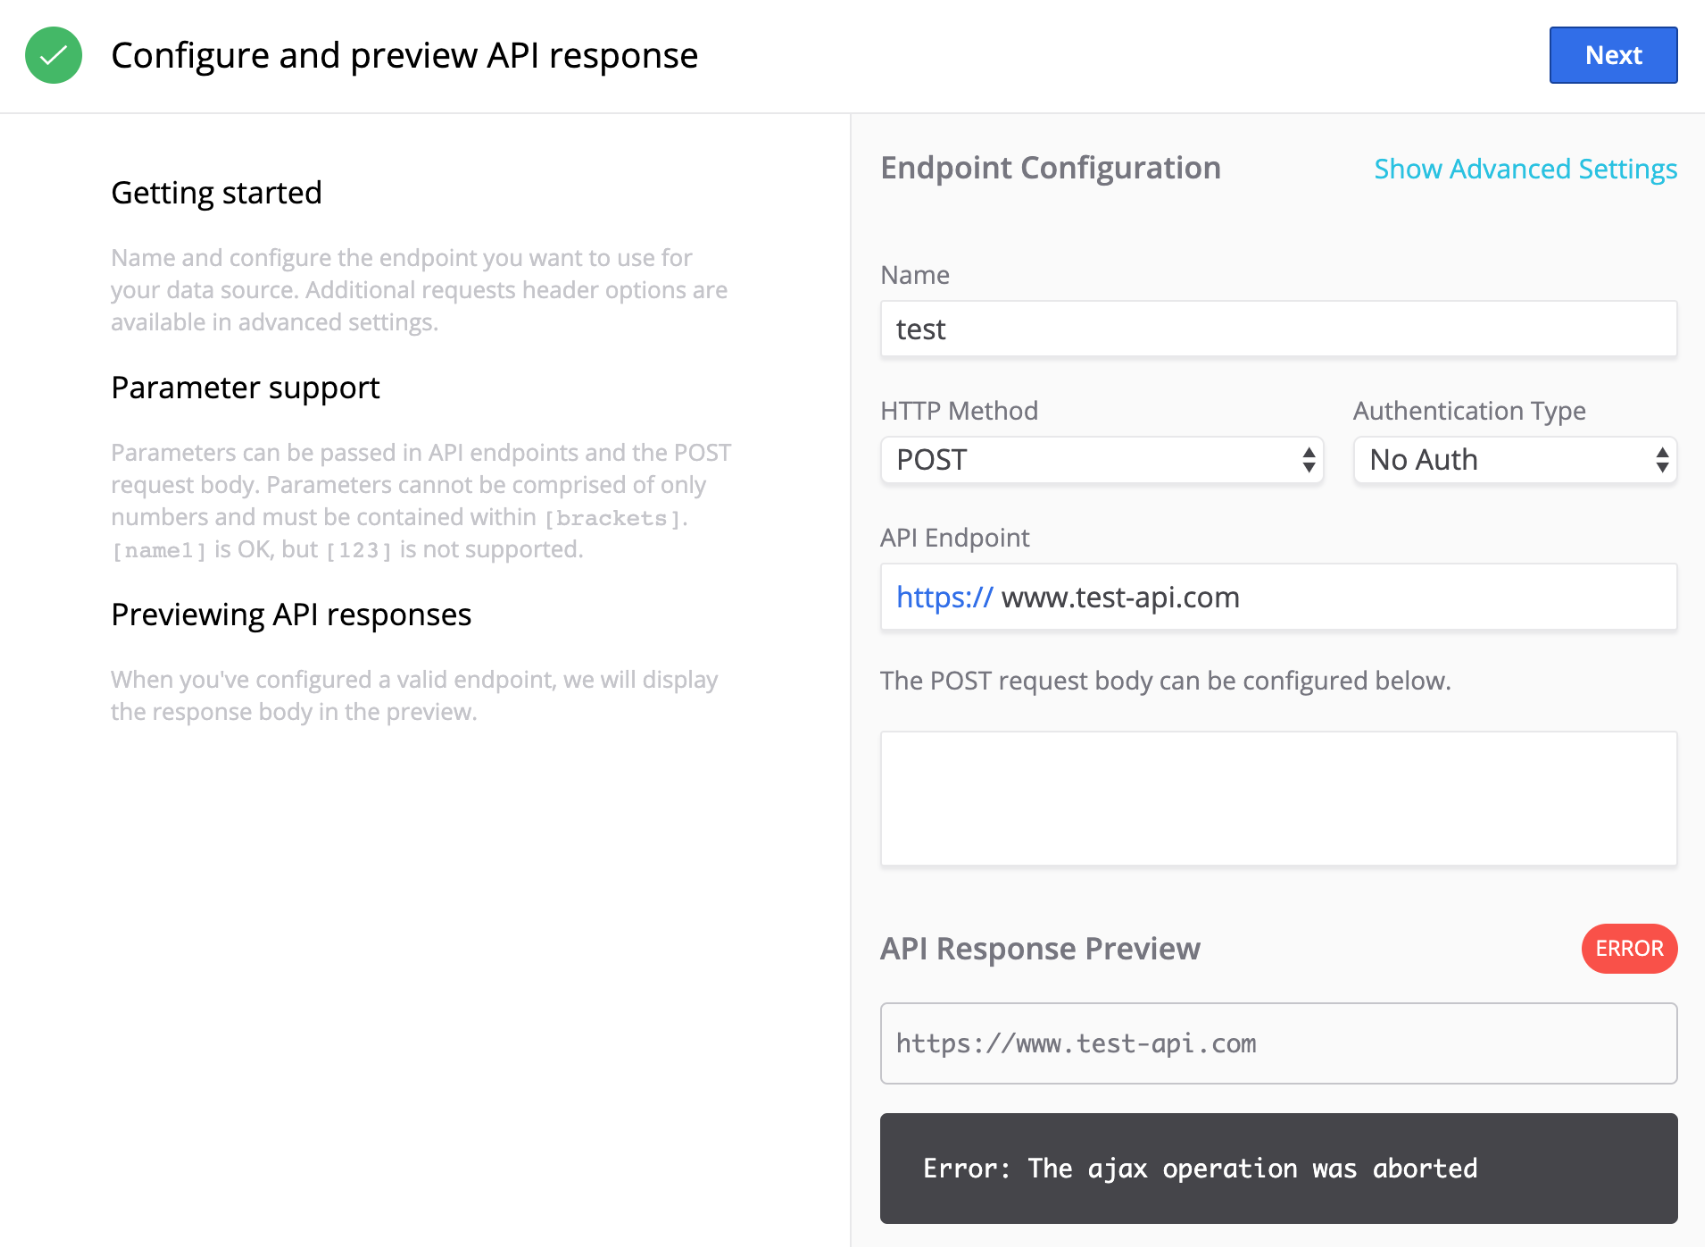 Configure and preview API response
Next
Getting started
Name and configure the endpoint you want to use for
your data source. Additional requests header options are
available in advanced settings.
Parameter support
Parameters can be passed in API endpoints and the POST
request body. Parameters cannot be comprised of only
numbers and must be contained within [brackets].
[name1] is OK, but [123] is not supported.
Previewing API responses
When you've configured a valid endpoint, we will display
the response body in the preview.
Endpoint Configuration
Show Advanced Settings
Name
test
HTTP Method
Authentication Type
POST
No Auth
API Endpoint
https:// www.test-api.com
The POST request body can be configured below.
API Response Preview
ERROR
https://www.test-api.com
Error: The ajax operation was aborted